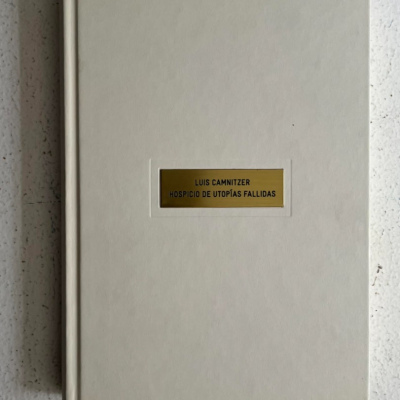 LUIS CAMNITZER
HOSPICIO DE UTOPÍAS FALLIDAS